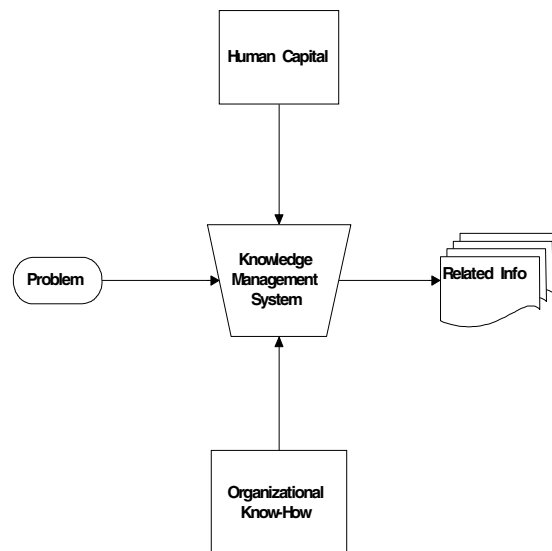 Human Capital
Problem
Knowledge
Management
System
Related Info
Organizational
Know-How